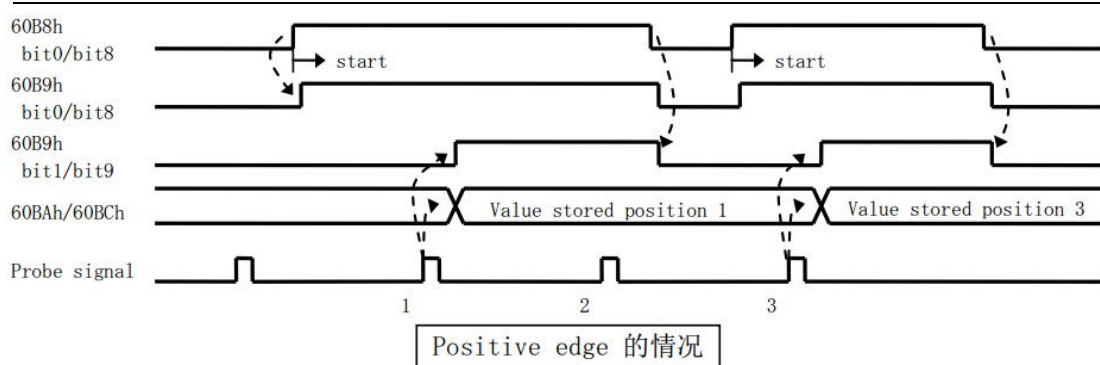 60B8h
bit0/bit8
start
start
60B9h
bit0/bit8
60B9h
bit1/bit9
60BAh/60BCh
Value stored position 1
Value stored position 3
Probe signal
1
2
3
Positive edge 的情况